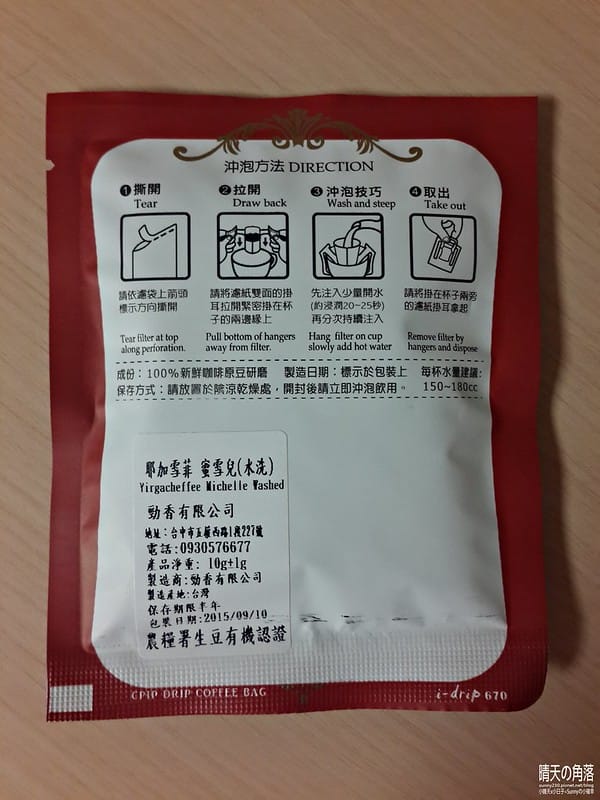 沖泡方法 DIRECTION
❶撕開
Tear
請依濾袋上箭頭
標示方向撕開
Tear filter at top
along perforation.
❷拉開
Draw back
請將濾紙雙面的掛
耳拉開緊密掛在杯
子的兩邊緣上
Pull bottom of hangers
away from filter.
❸沖泡技巧
Wash and steep
先注入少量開水
(約浸潤20~25秒)
再分次持續注入
Hang filter on cup
slowly add hot water
❹取出
Take out
請將掛在杯子兩旁
的濾紙掛耳拿起
Remove filter by
hangers and dispose
成份：100%新鮮咖啡原豆研磨 製造日期：標示於包裝上 每杯水量建議:
保存方式：請放置於陰涼乾燥處，開封後請立即沖泡飲用。 150~180cc
耶加雪菲 蜜雪兒(水洗)
Yirgacheffee Michelle Washed
勁香有限公司
地址：台中市五權西路1段227號
電話:0930576677
產品淨重: 10g±1g
製造商:勁香有限公司
製造產地:台灣
保存期限半年
包裝日期:2015/09/10
農糧署生豆有機認證
CPIP DRIP COFFEE BAG
i-drip 670
晴天の角落
sunny230.pixnet.net/blog